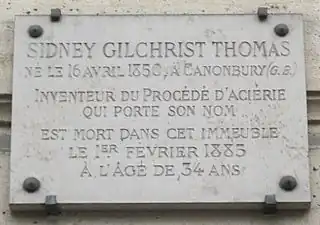 SIDNEY GILCHRIST THOMAS
NÉ LE 16 AVRIL 1850, À CANONBURY (G.B.)
INVENTEUR DU PROCÉDÉ D'ACIÉRIE
QUI PORTE SON NOM
EST MORT DANS CET IMMEUBLE
LE 1ER FÉVRIER 1885
À L'ÂGÉ DE, 34 ANS